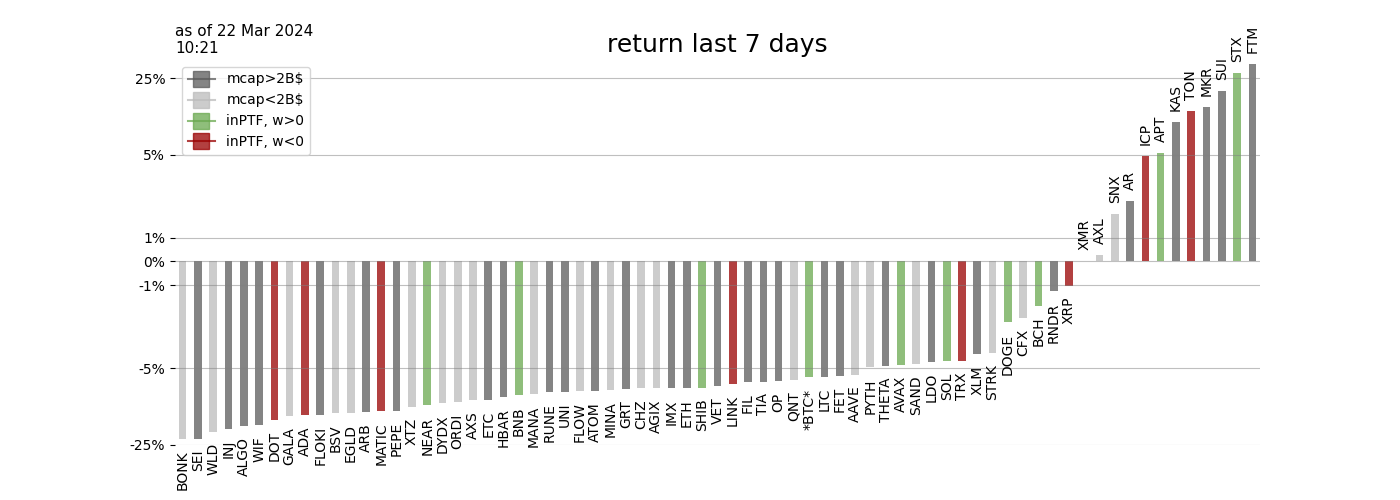 as of 22 Mar 2024
10:21
return last 7 days
mcap>2B$
mcap<2B$
inPTF, w>0
inPTF, w<0
25%
5%
1%
0%
-1%
-5%
-25%
BONK
SEI
WLD
INJ
ALGO
WIF
DOT
GALA
ADA
FLOKI
BSV
EGLD
ARB
MATIC
PEPE
XTZ
NEAR
DYDX
ORDI
AXS
ETC
HBAR
BNB
MANA
RUNE
UNI
FLOW
ATOM
MINA
GRT
CHZ
AGIX
IMX
ETH
SHIB
VET
LINK
FIL
TIA
OP
QNT
*BTC*
LTC
FET
AAVE
PYTH
THETA
AVAX
SAND
LDO
SOL
TRX
XLM
STRK
DOGE
CFX
BCH
RNDR
XRP
XMR
AXL
SNX
AR
ICP
APT
KAS
TON
MKR
SUI
STX
FTM